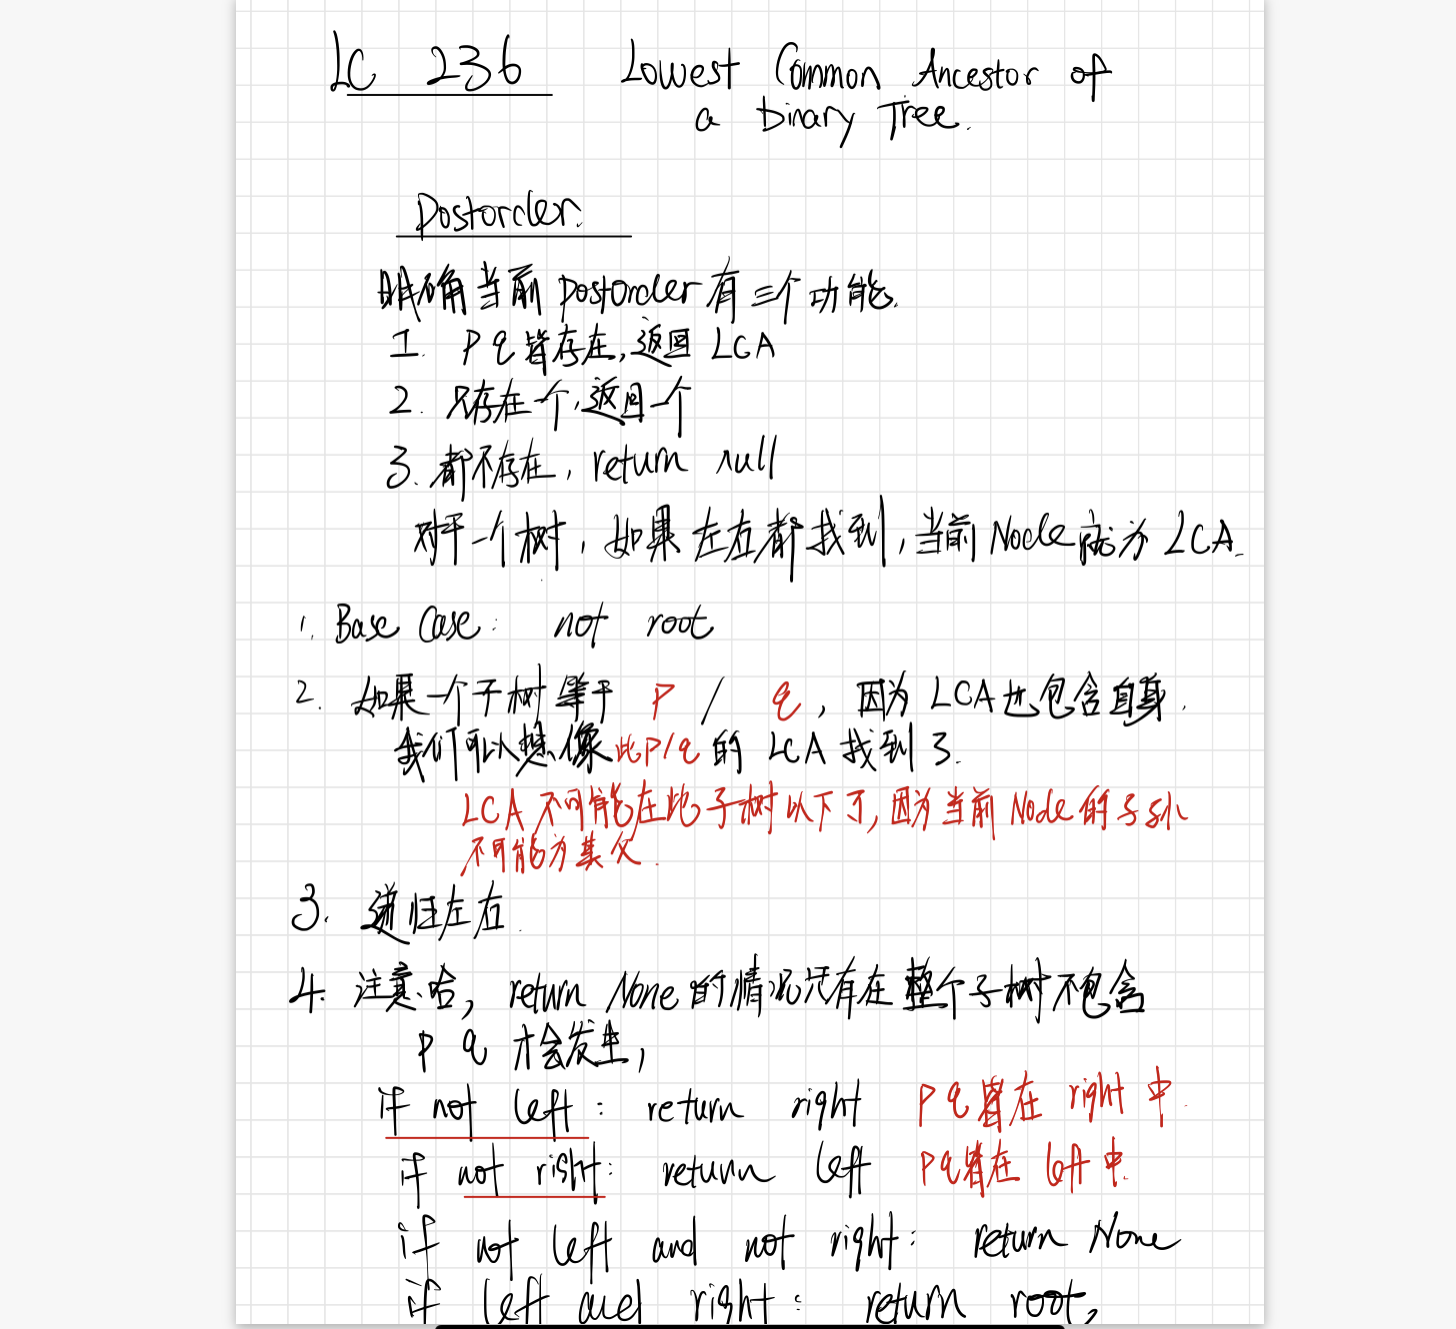 LC 236 Lowest Common Ancestor of
a Binary Tree.
Postorder:
明确当前 postorder 有三个功能.
1. p q 皆存在, 返回 LCA
2. 只存在一个, 返回一个
3. 都不存在, return null
对于一个树, 如果左右都找到, 当前 Node 就为 LCA.
1. Base Case: not root
2. 如果一个子树等于 p / q, 因为 LCA 也包含自身.
我们可以想像此p/q的 LCA 找到了.
LCA 不可能在此子树以下了, 因为当前 Node 的子孙
不可能为其父.
3. 递归左右.
4. 注意哈, return None 的情况只有在整个子树不包含
p q 才会发生,
if not left: return right p q 皆在 right 中.
if not right: return left p q 皆在 left 中.
if not left and not right: return None
if left and right: return root,